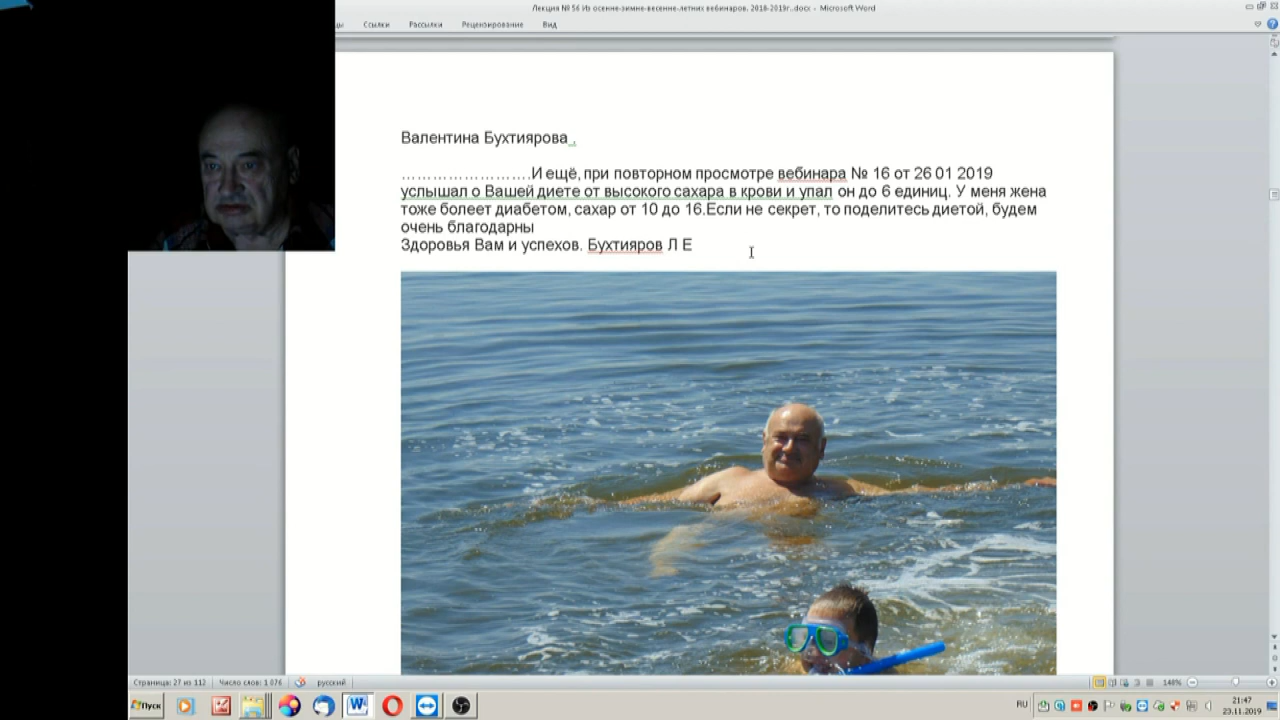 Лекция № 56 Из осенне-зимне-весенне-летних вебинаров. 2018-2019г..docx - Microsoft Word
Ссылки Рассылки Рецензирование Вид
Валентина Бухтиярова .
…………………….И ещё, при повторном просмотре вебинара № 16 от 26 01 2019
услышал о Вашей диете от высокого сахара в крови и упал он до 6 единиц. У меня жена
тоже болеет диабетом, сахар от 10 до 16.Если не секрет, то поделитесь диетой, будем
очень благодарны
Здоровья Вам и успехов. Бухтияров Л Е
Страница: 27 из 112 Число слов: 1 076 русский 148%
Пуск RU 21:47
23.11.2019